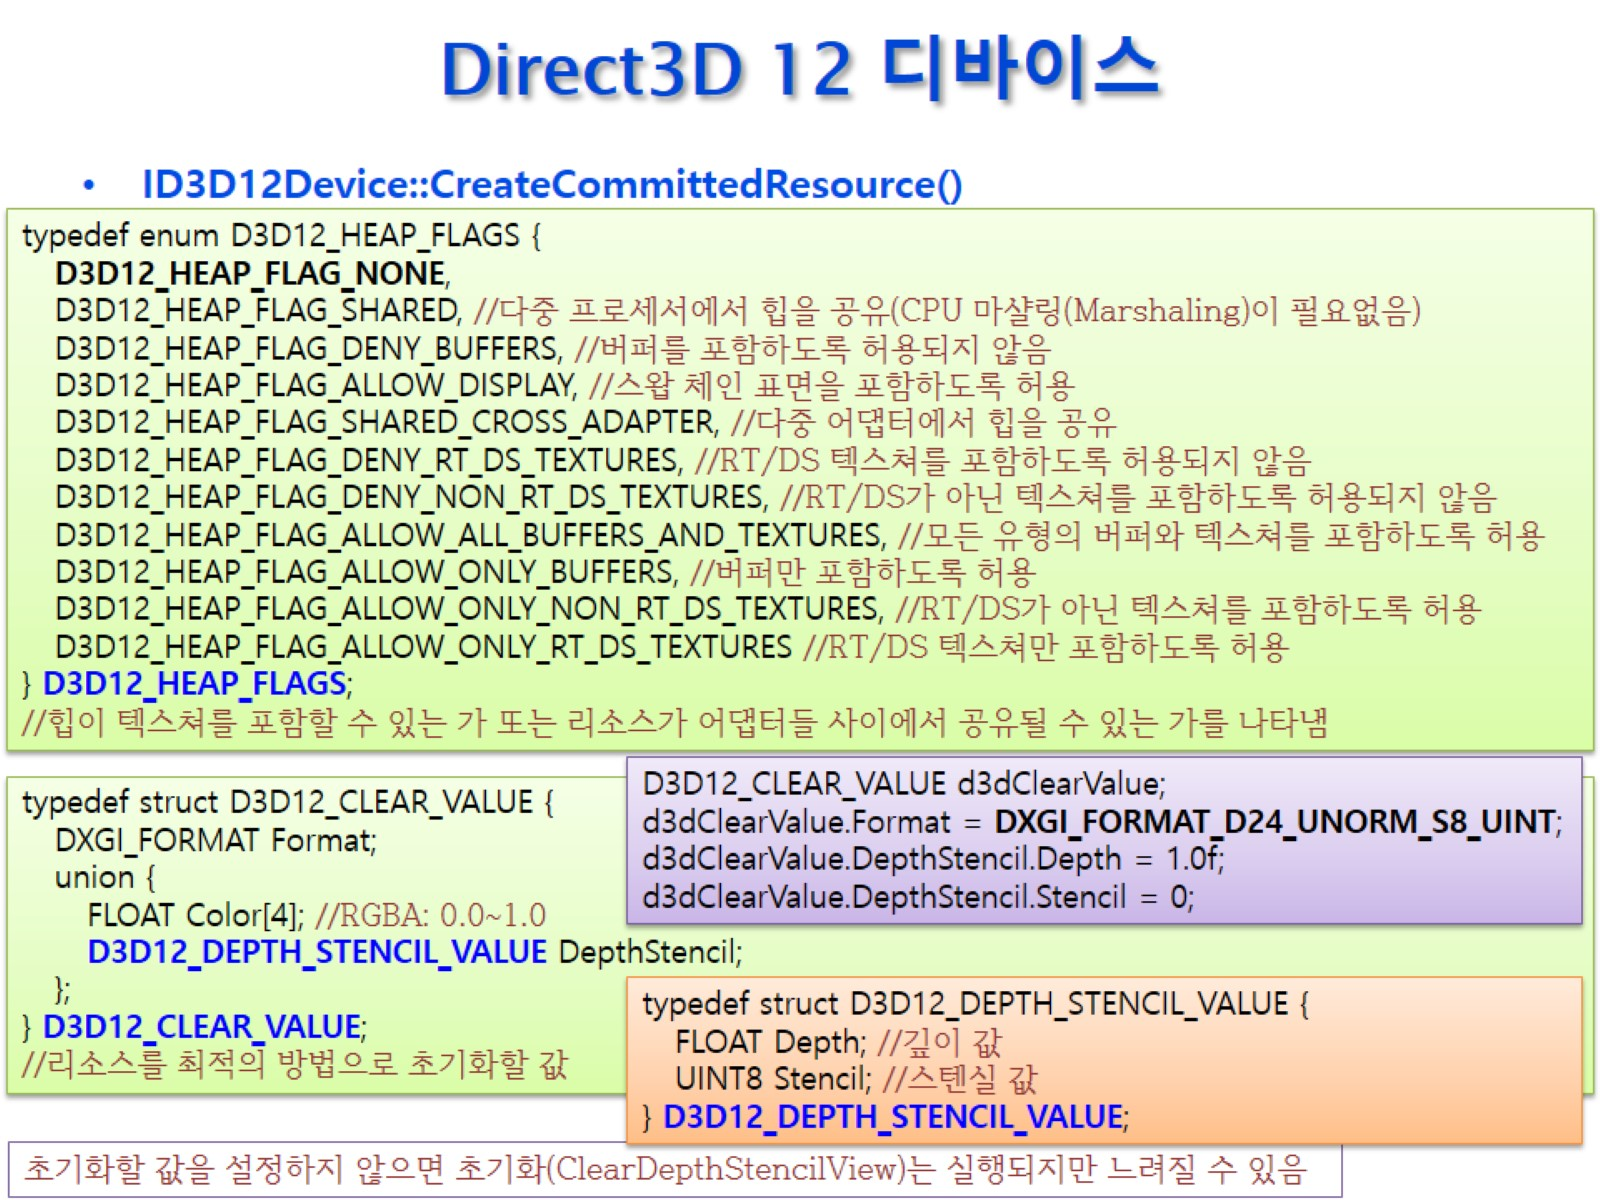 Direct3D 12 디바이스
• ID3D12Device::CreateCommittedResource()
typedef enum D3D12_HEAP_FLAGS {
D3D12_HEAP_FLAG_NONE,
D3D12_HEAP_FLAG_SHARED, //다중 프로세서에서 힙을 공유(CPU 마샬링(Marshaling)이 필요없음)
D3D12_HEAP_FLAG_DENY_BUFFERS, //버퍼를 포함하도록 허용되지 않음
D3D12_HEAP_FLAG_ALLOW_DISPLAY, //스왑 체인 표면을 포함하도록 허용
D3D12_HEAP_FLAG_SHARED_CROSS_ADAPTER, //다중 어댑터에서 힙을 공유
D3D12_HEAP_FLAG_DENY_RT_DS_TEXTURES, //RT/DS 텍스쳐를 포함하도록 허용되지 않음
D3D12_HEAP_FLAG_DENY_NON_RT_DS_TEXTURES, //RT/DS가 아닌 텍스쳐를 포함하도록 허용되지 않음
D3D12_HEAP_FLAG_ALLOW_ALL_BUFFERS_AND_TEXTURES, //모든 유형의 버퍼와 텍스쳐를 포함하도록 허용
D3D12_HEAP_FLAG_ALLOW_ONLY_BUFFERS, //버퍼만 포함하도록 허용
D3D12_HEAP_FLAG_ALLOW_ONLY_NON_RT_DS_TEXTURES, //RT/DS가 아닌 텍스쳐를 포함하도록 허용
D3D12_HEAP_FLAG_ALLOW_ONLY_RT_DS_TEXTURES //RT/DS 텍스쳐만 포함하도록 허용
} D3D12_HEAP_FLAGS;
//힙이 텍스쳐를 포함할 수 있는 가 또는 리소스가 어댑터들 사이에서 공유될 수 있는 가를 나타냄
typedef struct D3D12_CLEAR_VALUE {
DXGI_FORMAT Format;
union {
FLOAT Color[4]; //RGBA: 0.0~1.0
D3D12_DEPTH_STENCIL_VALUE DepthStencil;
};
} D3D12_CLEAR_VALUE;
//리소스를 최적의 방법으로 초기화할 값
D3D12_CLEAR_VALUE d3dClearValue;
d3dClearValue.Format = DXGI_FORMAT_D24_UNORM_S8_UINT;
d3dClearValue.DepthStencil.Depth = 1.0f;
d3dClearValue.DepthStencil.Stencil = 0;
typedef struct D3D12_DEPTH_STENCIL_VALUE {
FLOAT Depth; //깊이 값
UINT8 Stencil; //스텐실 값
} D3D12_DEPTH_STENCIL_VALUE;
초기화할 값을 설정하지 않으면 초기화(ClearDepthStencilView)는 실행되지만 느려질 수 있음